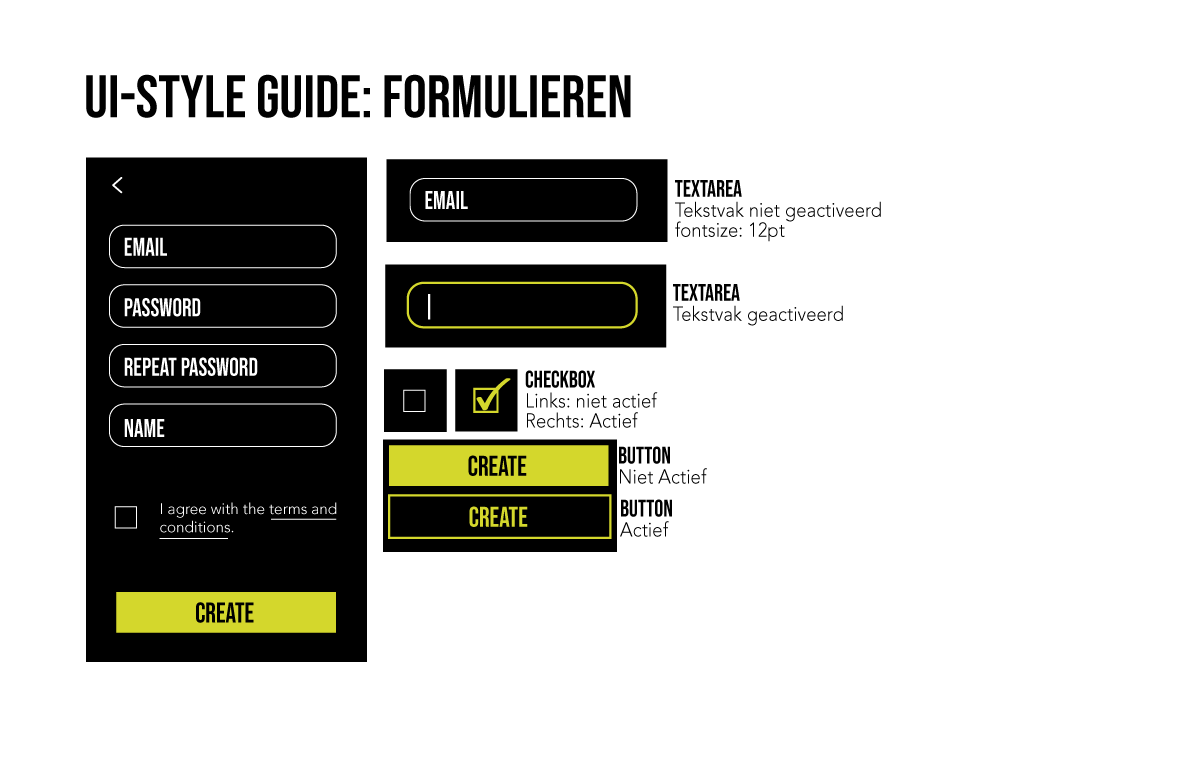 UI-STYLE GUIDE: FORMULIEREN
EMAIL
PASSWORD
REPEAT PASSWORD
NAME
I agree with the terms and
conditions.
CREATE
EMAIL
TEXTAREA
Tekstvak niet geactiveerd
fontsize: 12pt
TEXTAREA
Tekstvak geactiveerd
CHECKBOX
Links: niet actief
Rechts: Actief
CREATE
BUTTON
Niet Actief
CREATE
BUTTON
Actief